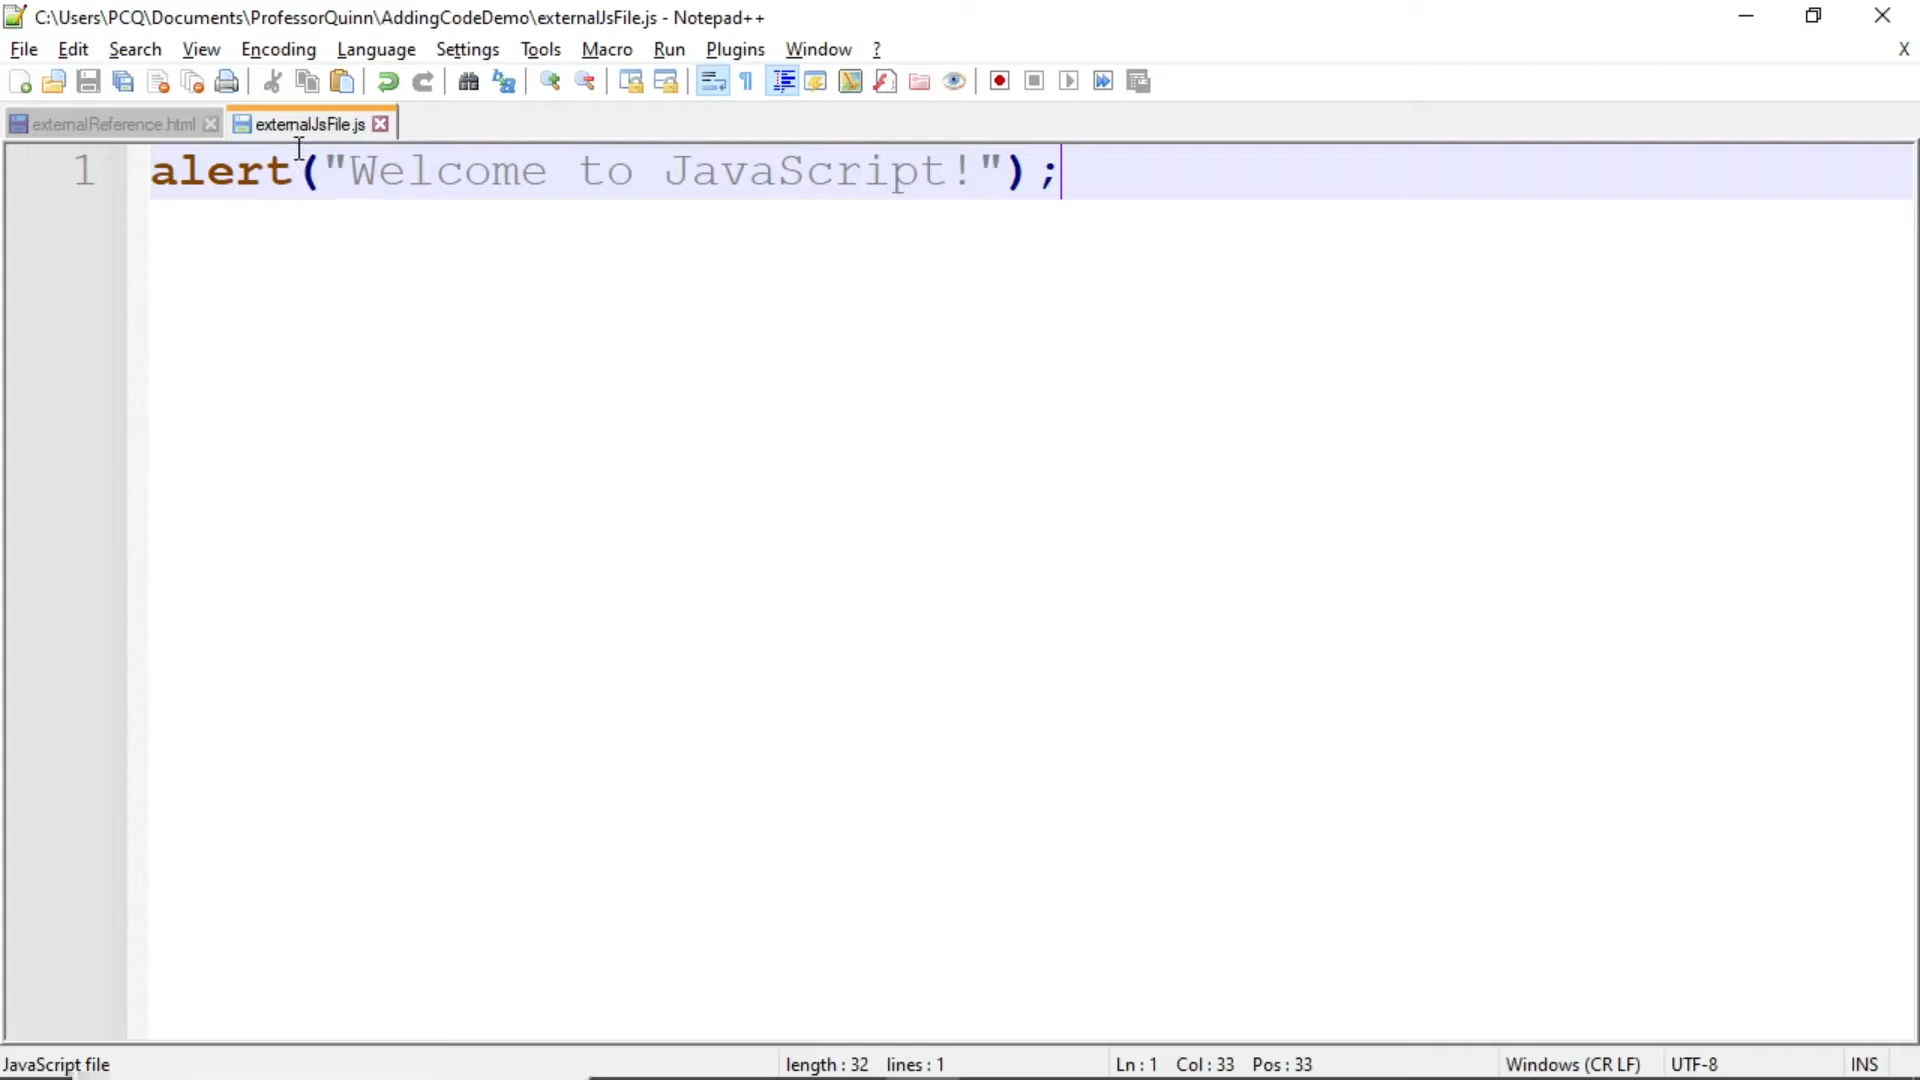 C:\Users\PCQ\Documents\ProfessorQuinn\AddingCodeDemo\externalJsFile.js - Notepad++
File Edit Search View Encoding Language Settings Tools Macro Run Plugins Window ? X
externalReference.html externalJsFile.js
1 alert("Welcome to JavaScript!");
JavaScript file length : 32 lines : 1 Ln : 1 Col : 33 Pos : 33 Windows (CR LF) UTF-8 INS